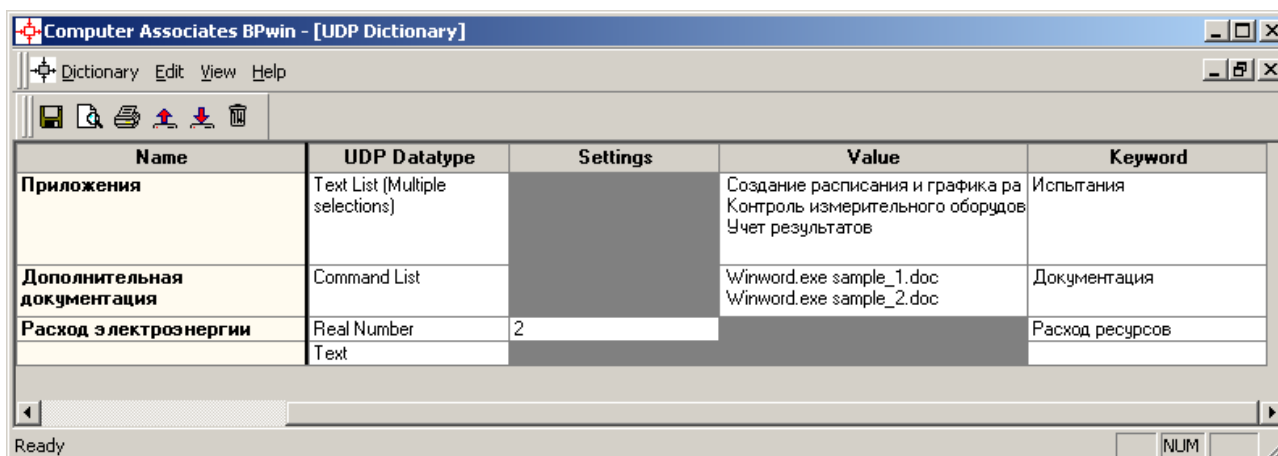 Computer Associates BPwin - [UDP Dictionary]
Dictionary Edit View Help
Name UDP Datatype Settings Value Keyword
Приложения Text List (Multiple selections) Создание расписания и графика ра Испытания
Контроль измерительного оборудов
Учет результатов
Дополнительная документация Command List Winword.exe sample_1.doc Документация
Winword.exe sample_2.doc
Расход электроэнергии Real Number 2 Расход ресурсов
Text
Ready NUM